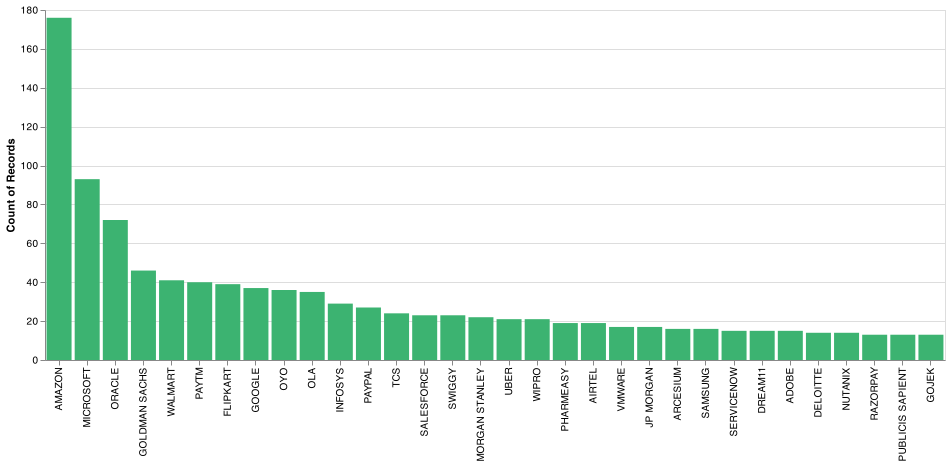 Count of Records
180
160
140
120
100
80
60
40
20
0
AMAZON
MICROSOFT
ORACLE
GOLDMAN SACHS
WALMART
PAYTM
FLIPKART
GOOGLE
OYO
OLA
INFOSYS
PAYPAL
TCS
SALESFORCE
SWIGGY
MORGAN STANLEY
UBER
WIPRO
PHARMEASY
AIRTEL
VMWARE
JP MORGAN
ARCESIUM
SAMSUNG
SERVICENOW
DREAM11
ADOBE
DELOITTE
NUTANIX
RAZORPAY
PUBLICIS SAPIENT
GOJEK